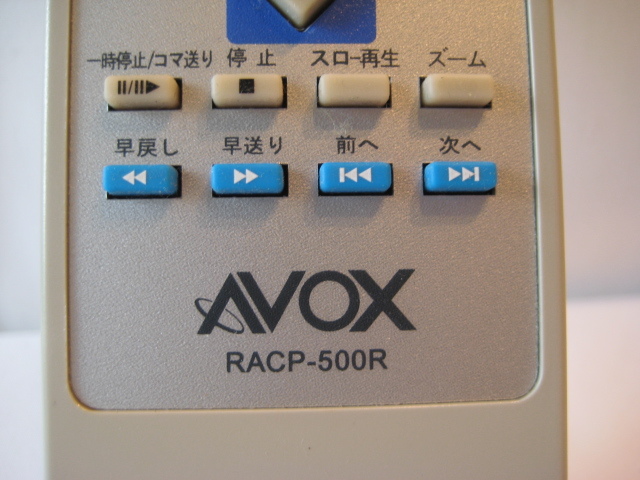 一時停止/コマ送り 停止 スロー再生 ズーム
早戻し 早送り 前へ 次へ
AVOX
RACP-500R